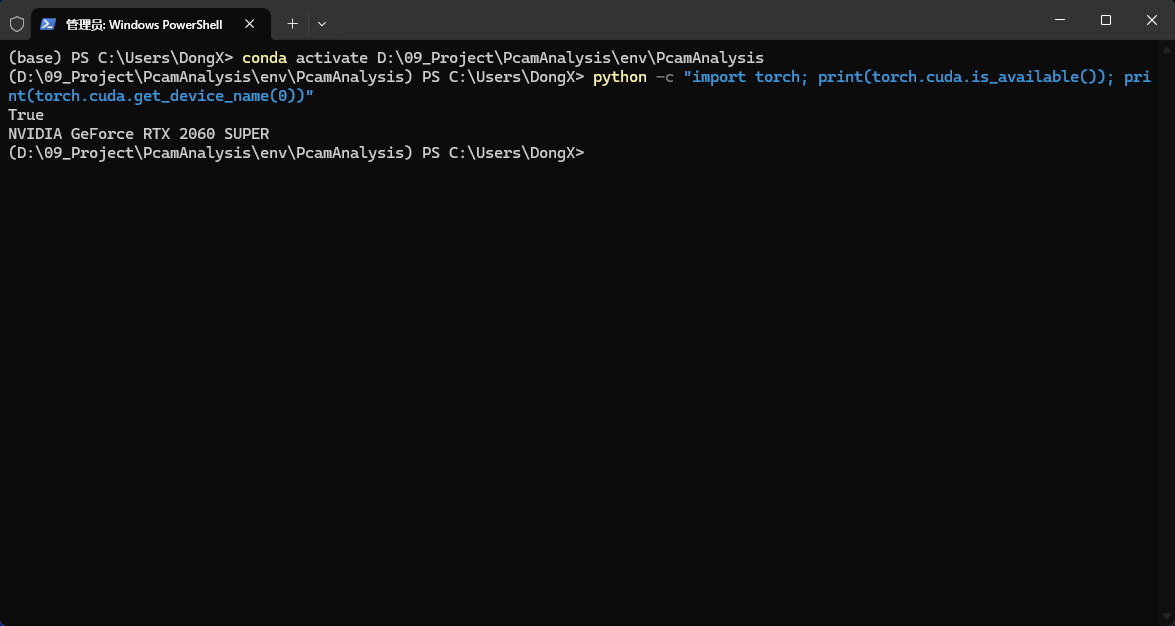 管理员: Windows PowerShell
(base) PS C:\Users\DongX> conda activate D:\09_Project\PcamAnalysis\env\PcamAnalysis
(D:\09_Project\PcamAnalysis\env\PcamAnalysis) PS C:\Users\DongX> python -c "import torch; print(torch.cuda.is_available()); pri
nt(torch.cuda.get_device_name(0))"
True
NVIDIA GeForce RTX 2060 SUPER
(D:\09_Project\PcamAnalysis\env\PcamAnalysis) PS C:\Users\DongX>